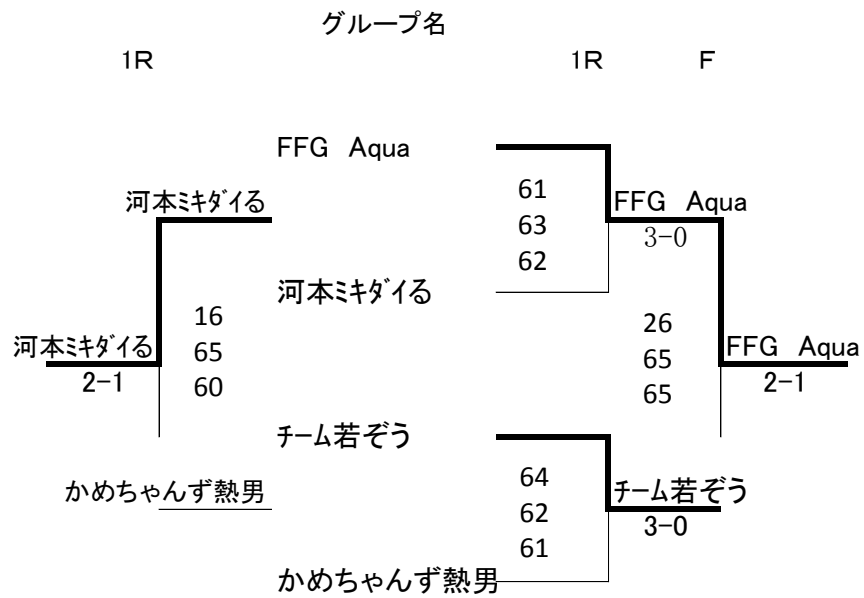 グループ名
1R 1R F
FFG Aqua
61
河本ミキダイる FFG Aqua
63
3-0
62
河本ミキダイる
16 26
河本ミキダイる 65 65 FFG Aqua
2-1 60 65 2-1
チーム若ぞう
64
かめちゃんず熱男 チーム若ぞう
62
3-0
61
かめちゃんず熱男